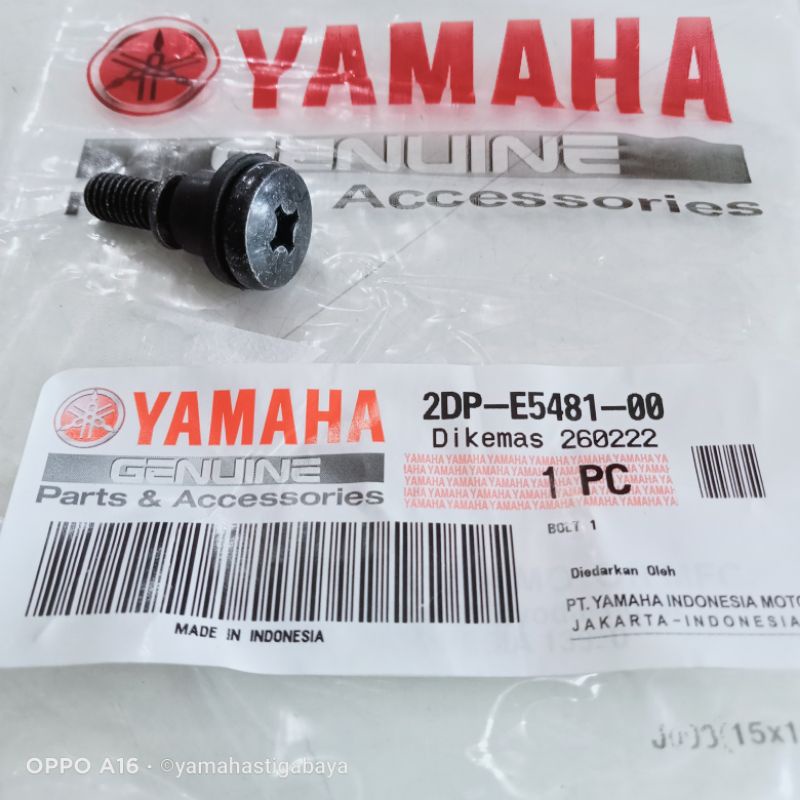 YAMAHA
GENUINE
Accessories
YAMAHA
GENUINE
Parts & Accessories
2DP-E5481-00
Dikemas 260222
1 PC
BOLT 1
Diedarkan Oleh
PT. YAMAHA INDONESIA MOTO
JAKARTA-INDONESIA
MADE IN INDONESIA
OPPO A16 · ©yamahastigabaya